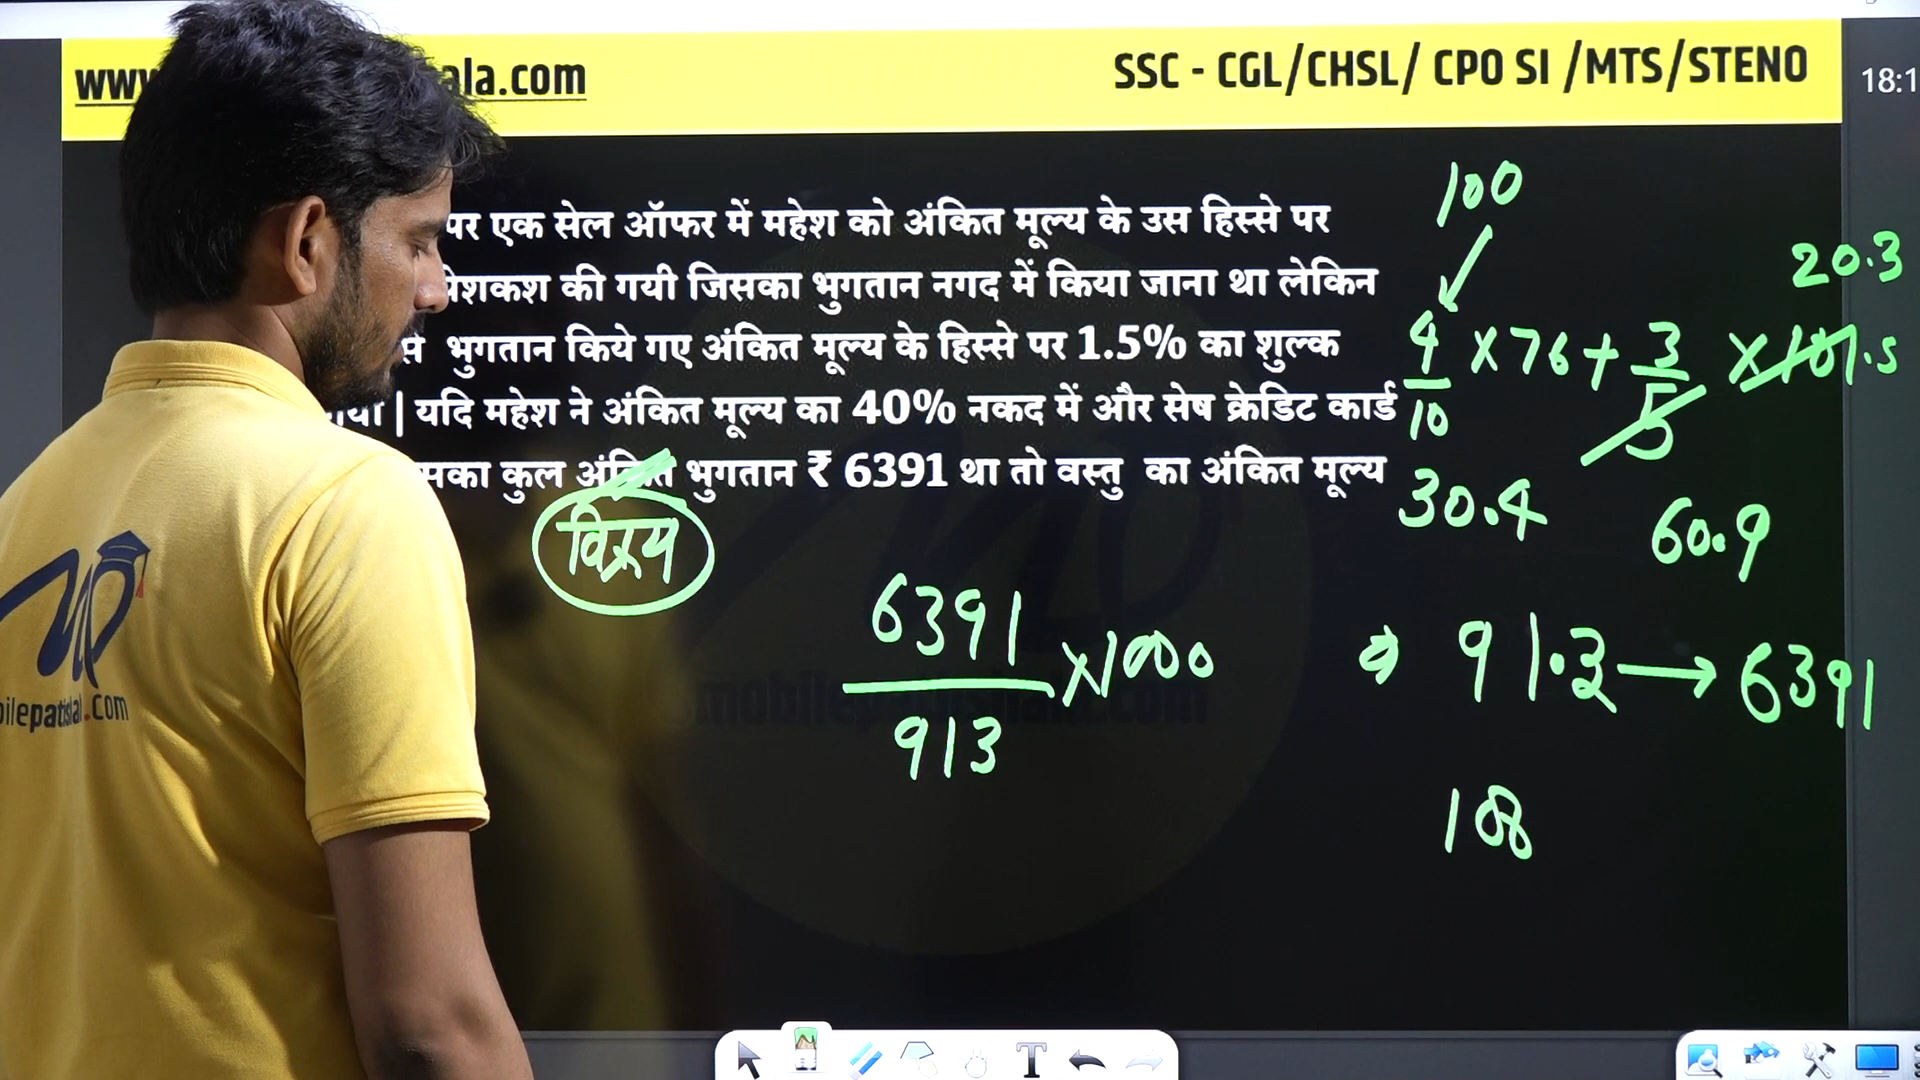 ala.com
SSC - CGL/CHSL/ CPO SI /MTS/STENO
18:1
पर एक सेल ऑफर में महेश को अंकित मूल्य के उस हिस्से पर
की गयी जिसका भुगतान नगद में किया जाना था लेकिन
भुगतान किये गए अंकित मूल्य के हिस्से पर 1.5% का शुल्क
| यदि महेश ने अंकित मूल्य का 40% नकद में और सेष क्रेडिट कार्ड
कुल अंकित भुगतान ₹ 6391 था तो वस्तु का अंकित मूल्य
विक्रय
100
20.3
4/10 ×76 + 3/5 ×101.5
30.4 60.9
6391/913 ×1000
⇒ 91.3 → 6391
108
mobilepathshala.com